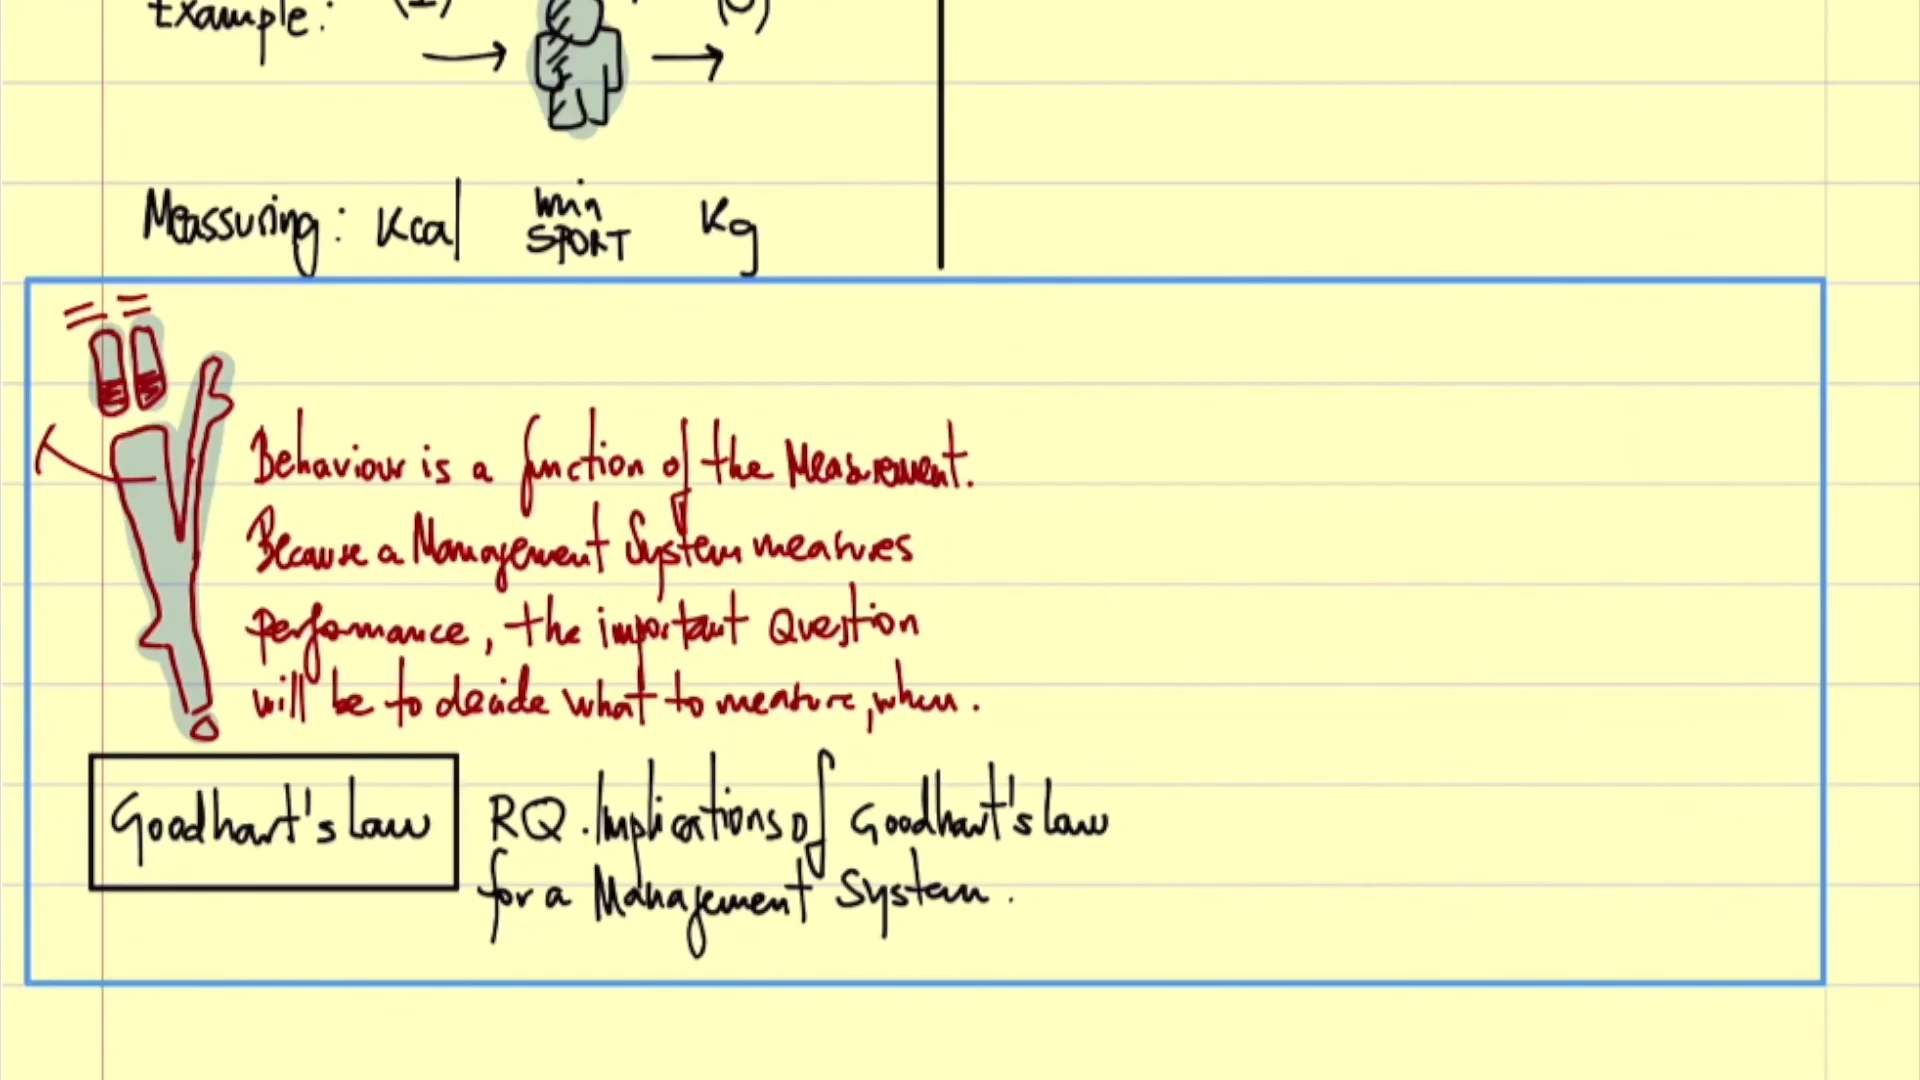 Example:
Meassuring: Kcal min SPORT Kg
Behaviour is a function of the Measurement.
Because a Management System measures
performance, the important Question
will be to decide what to measure, when.
Goodhart's law
RQ. Implications of Goodhart's law
for a Management System.